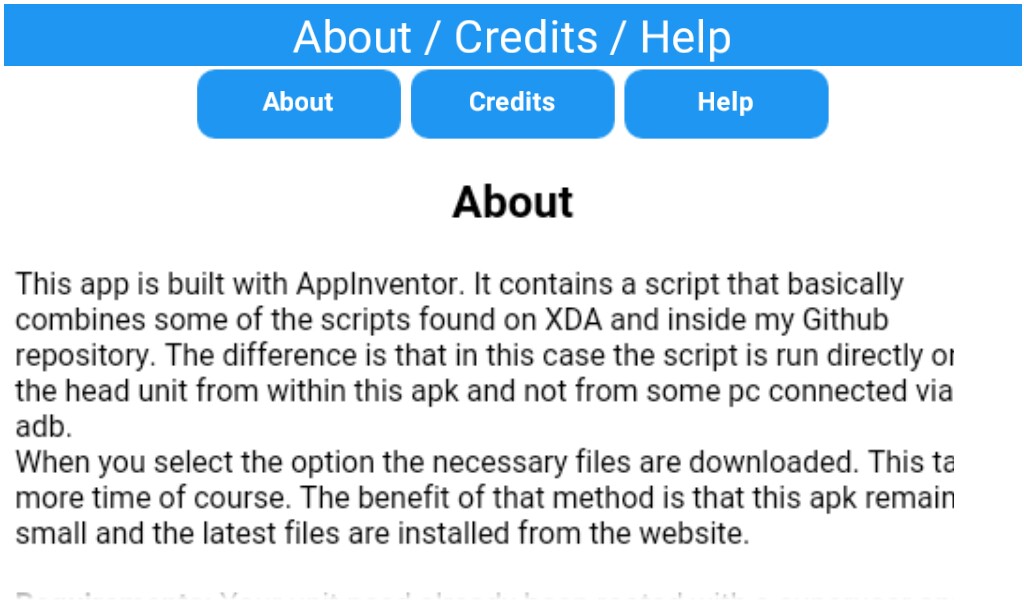 About / Credits / Help
About Credits Help
About
This app is built with AppInventor. It contains a script that basically
combines some of the scripts found on XDA and inside my Github
repository. The difference is that in this case the script is run directly or
the head unit from within this apk and not from some pc connected via
adb.
When you select the option the necessary files are downloaded. This ta
more time of course. The benefit of that method is that this apk remain
small and the latest files are installed from the website.